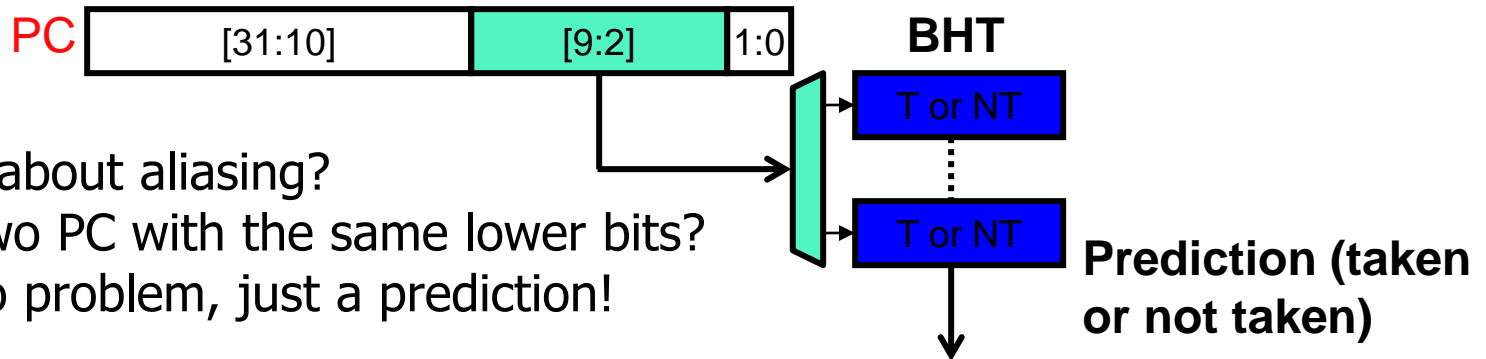 PC [31:10] [9:2] 1:0 BHT
T or NT
about aliasing?
wo PC with the same lower bits?
T or NT
o problem, just a prediction!
Prediction (taken
or not taken)